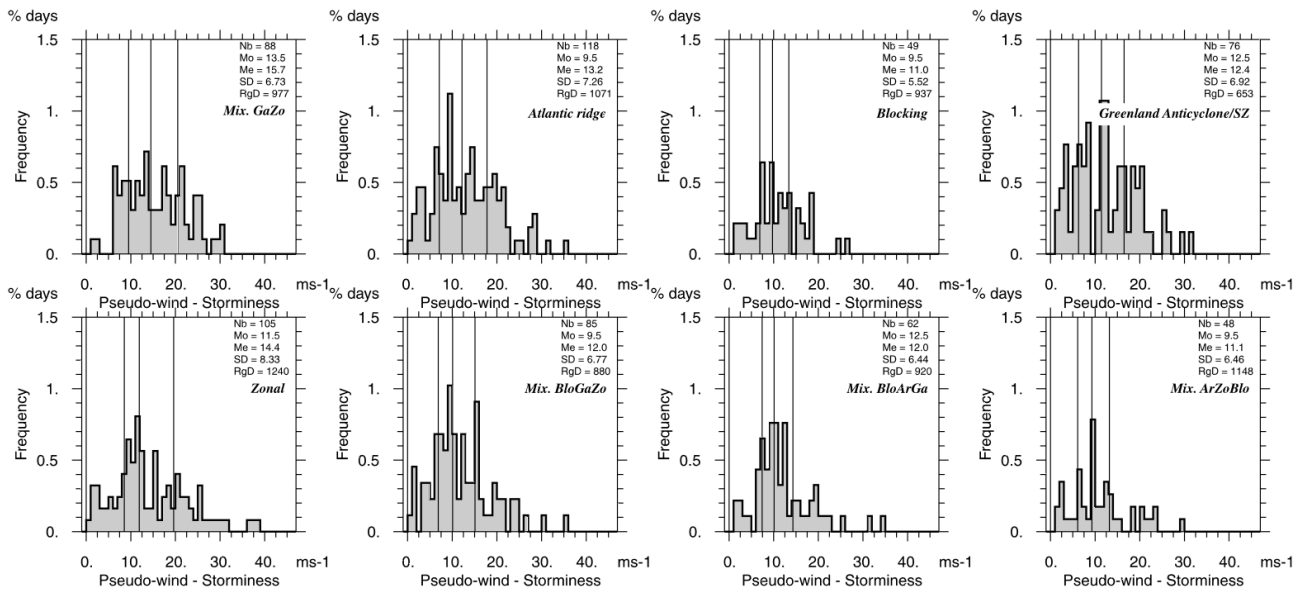 % days
1.5
1.
0.5
0.
Frequency
Nb = 88
Mo = 13.5
Me = 15.7
SD = 6.73
RgD = 977
Mix. GaZo
0. 10. 20. 30. 40. ms-1
Pseudo-wind - Storminess
% days
1.5
1.
0.5
0.
Frequency
Nb = 118
Mo = 9.5
Me = 13.2
SD = 7.26
RgD = 1071
Atlantic ridge
0. 10. 20. 30. 40. ms-1
Pseudo-wind - Storminess
% days
1.5
1.
0.5
0.
Frequency
Nb = 49
Mo = 9.5
Me = 11.0
SD = 5.52
RgD = 937
Blocking
0. 10. 20. 30. 40. ms-1
Pseudo-wind - Storminess
% days
1.5
1.
0.5
0.
Frequency
Nb = 76
Mo = 12.5
Me = 12.4
SD = 6.92
RgD = 653
Greenland Anticyclone/SZ
0. 10. 20. 30. 40. ms-1
Pseudo-wind - Storminess
% days
1.5
1.
0.5
0.
Frequency
Nb = 105
Mo = 11.5
Me = 14.4
SD = 8.33
RgD = 1240
Zonal
0. 10. 20. 30. 40. ms-1
Pseudo-wind - Storminess
% days
1.5
1.
0.5
0.
Frequency
Nb = 85
Mo = 9.5
Me = 12.0
SD = 6.77
RgD = 880
Mix. BloGaZo
0. 10. 20. 30. 40. ms-1
Pseudo-wind - Storminess
% days
1.5
1.
0.5
0.
Frequency
Nb = 62
Mo = 12.5
Me = 12.0
SD = 6.44
RgD = 920
Mix. BloArGa
0. 10. 20. 30. 40. ms-1
Pseudo-wind - Storminess
% days
1.5
1.
0.5
0.
Frequency
Nb = 48
Mo = 9.5
Me = 11.1
SD = 6.46
RgD = 1148
Mix. ArZoBlo
0. 10. 20. 30. 40. ms-1
Pseudo-wind - Storminess